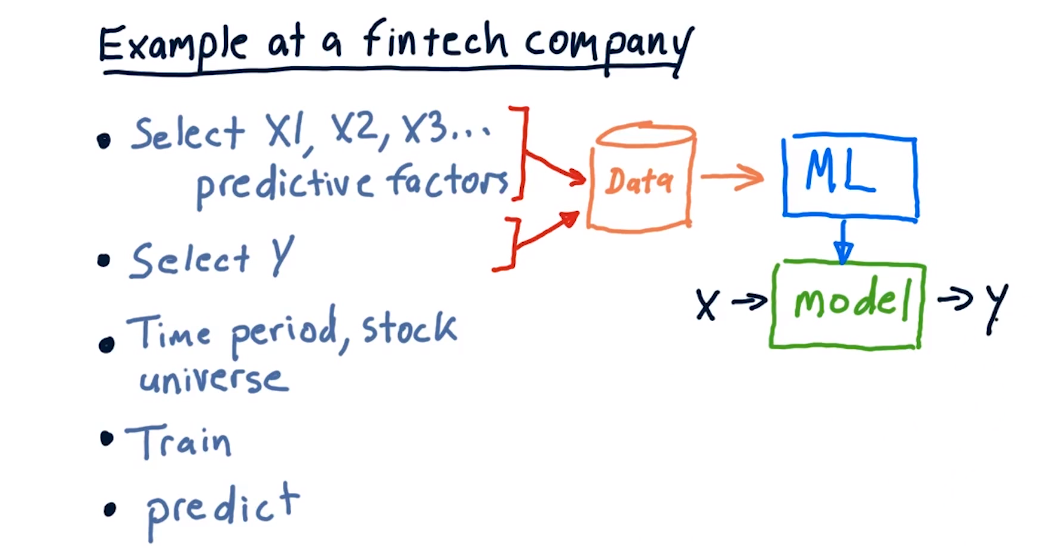 Example at a fintech company
• Select X1, X2, X3...
predictive factors
• Select Y
• Time period, stock
universe
• Train
• predict
Data
ML
X → model → Y